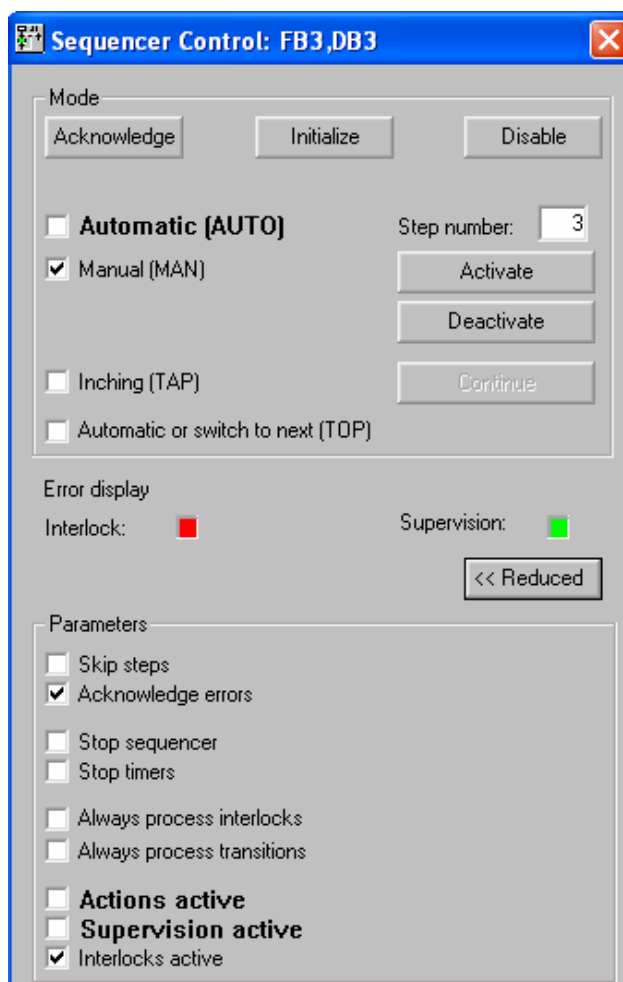 Sequencer Control: FB3,DB3
Mode
Acknowledge Initialize Disable
Automatic (AUTO) Step number: 3
Manual (MAN) Activate
Deactivate
Inching (TAP) Continue
Automatic or switch to next (TOP)
Error display
Interlock: Supervision:
<< Reduced
Parameters
Skip steps
Acknowledge errors
Stop sequencer
Stop timers
Always process interlocks
Always process transitions
Actions active
Supervision active
Interlocks active